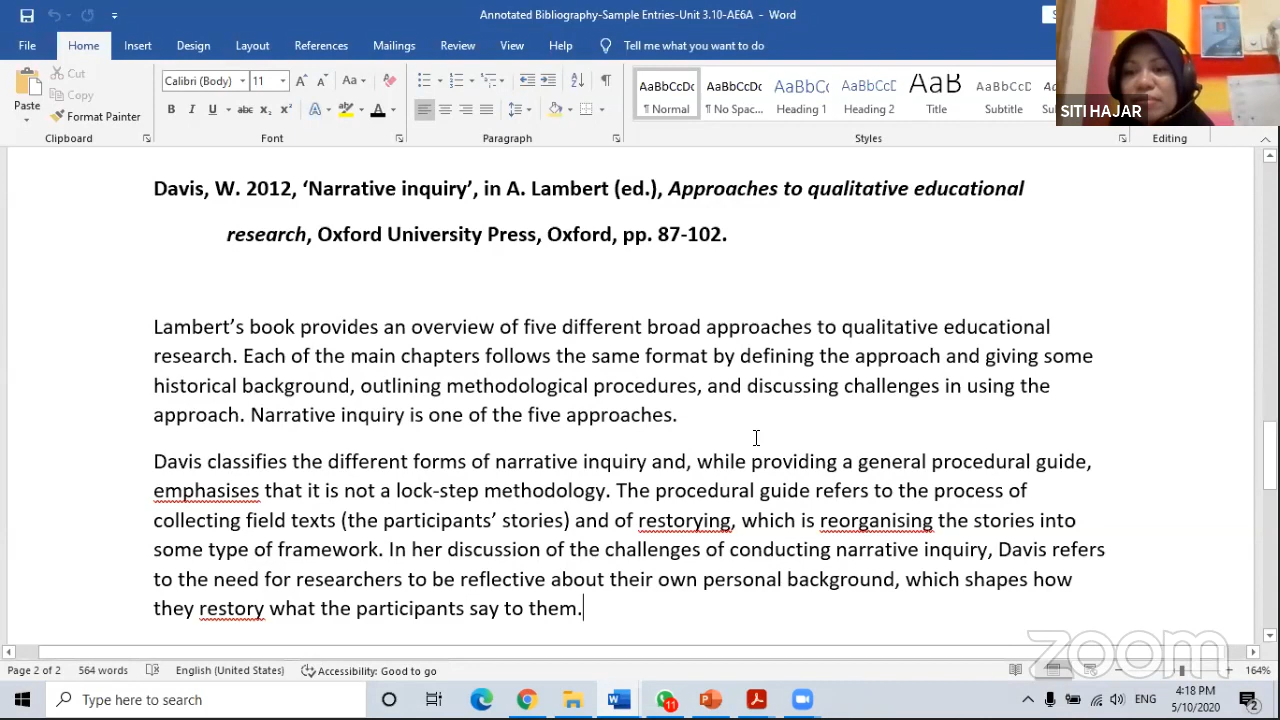 Annotated Bibliography-Sample Entries-Unit 3.10-AE6A - Word
File Home Insert Design Layout References Mailings Review View Help Tell me what you want to do
Paste
Cut
Copy
Format Painter
Clipboard
Calibri (Body) 11
Font
Paragraph
AaBbCcDc AaBbCcDc AaBbC AaBbCcD AaB AaBbCcD
¶ Normal ¶ No Spac... Heading 1 Heading 2 Title Subtitle
Styles
Editing
SITI HAJAR
Davis, W. 2012, ‘Narrative inquiry’, in A. Lambert (ed.), Approaches to qualitative educational
research, Oxford University Press, Oxford, pp. 87-102.
Lambert’s book provides an overview of five different broad approaches to qualitative educational
research. Each of the main chapters follows the same format by defining the approach and giving some
historical background, outlining methodological procedures, and discussing challenges in using the
approach. Narrative inquiry is one of the five approaches.
Davis classifies the different forms of narrative inquiry and, while providing a general procedural guide,
emphasises that it is not a lock-step methodology. The procedural guide refers to the process of
collecting field texts (the participants’ stories) and of restorying, which is reorganising the stories into
some type of framework. In her discussion of the challenges of conducting narrative inquiry, Davis refers
to the need for researchers to be reflective about their own personal background, which shapes how
they restory what the participants say to them.
zoom
Page 2 of 2 564 words English (United States) Accessibility: Good to go 164%
Type here to search
11
ENG
4:18 PM
5/10/2020
2